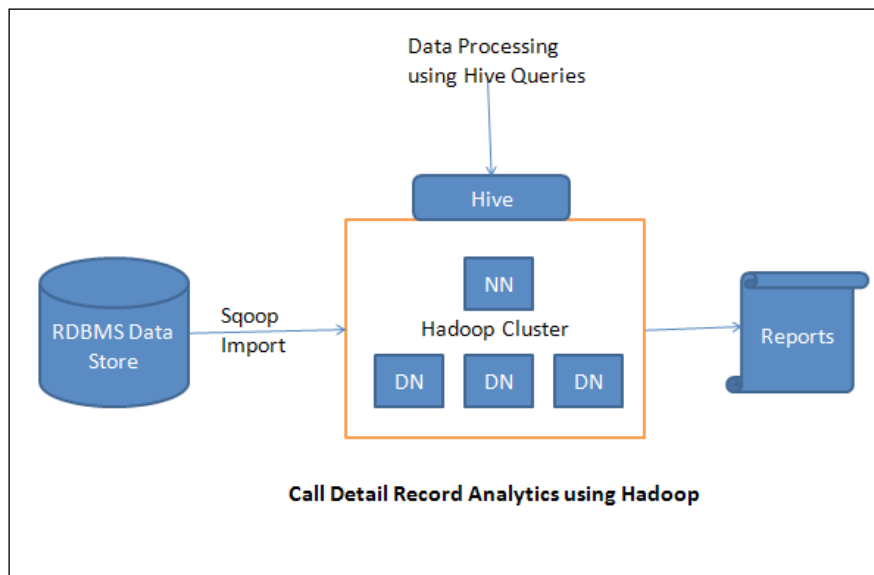 Data Processing
using Hive Queries
Hive
NN
Hadoop Cluster
DN
DN
DN
RDBMS Data
Store
Sqoop
Import
Reports
Call Detail Record Analytics using Hadoop